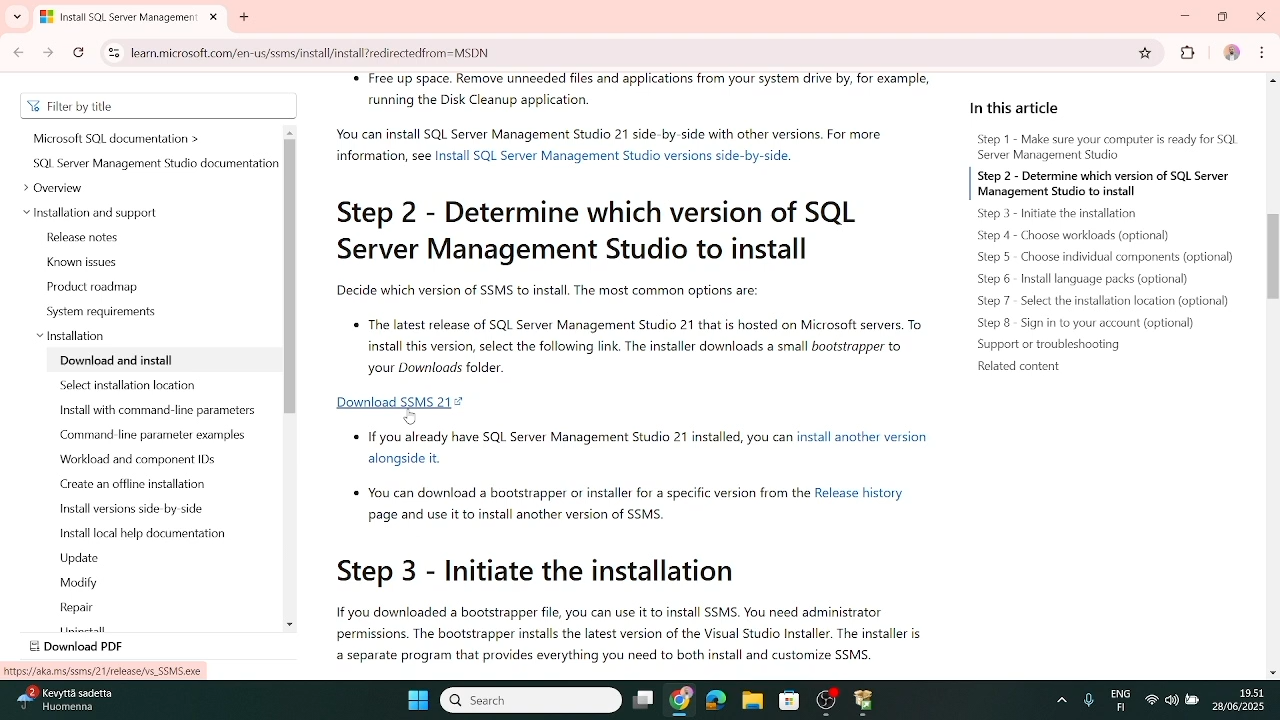 Install SQL Server Management
learn.microsoft.com/en-us/ssms/install/install?redirectedfrom=MSDN
Filter by title
Microsoft SQL documentation >
SQL Server Management Studio documentation
Overview
Installation and support
Release notes
Known issues
Product roadmap
System requirements
Installation
Download and install
Select installation location
Install with command-line parameters
Command-line parameter examples
Workload and component IDs
Create an offline installation
Install versions side-by-side
Install local help documentation
Update
Modify
Repair
Uninstall
Download PDF
https://aka.ms/ssms/21/release/vs_SSMS.exe
• Free up space. Remove unneeded files and applications from your system drive by, for example,
running the Disk Cleanup application.
You can install SQL Server Management Studio 21 side-by-side with other versions. For more
information, see Install SQL Server Management Studio versions side-by-side.
Step 2 - Determine which version of SQL
Server Management Studio to install
Decide which version of SSMS to install. The most common options are:
• The latest release of SQL Server Management Studio 21 that is hosted on Microsoft servers. To
install this version, select the following link. The installer downloads a small bootstrapper to
your Downloads folder.
Download SSMS 21
• If you already have SQL Server Management Studio 21 installed, you can install another version
alongside it.
• You can download a bootstrapper or installer for a specific version from the Release history
page and use it to install another version of SSMS.
Step 3 - Initiate the installation
If you downloaded a bootstrapper file, you can use it to install SSMS. You need administrator
permissions. The bootstrapper installs the latest version of the Visual Studio Installer. The installer is
a separate program that provides everything you need to both install and customize SSMS.
In this article
Step 1 - Make sure your computer is ready for SQL
Server Management Studio
Step 2 - Determine which version of SQL Server
Management Studio to install
Step 3 - Initiate the installation
Step 4 - Choose workloads (optional)
Step 5 - Choose individual components (optional)
Step 6 - Install language packs (optional)
Step 7 - Select the installation location (optional)
Step 8 - Sign in to your account (optional)
Support or troubleshooting
Related content
2
Kevyttä sadetta
Huomenna
Search
ENG
FI
19.51
28/06/2025